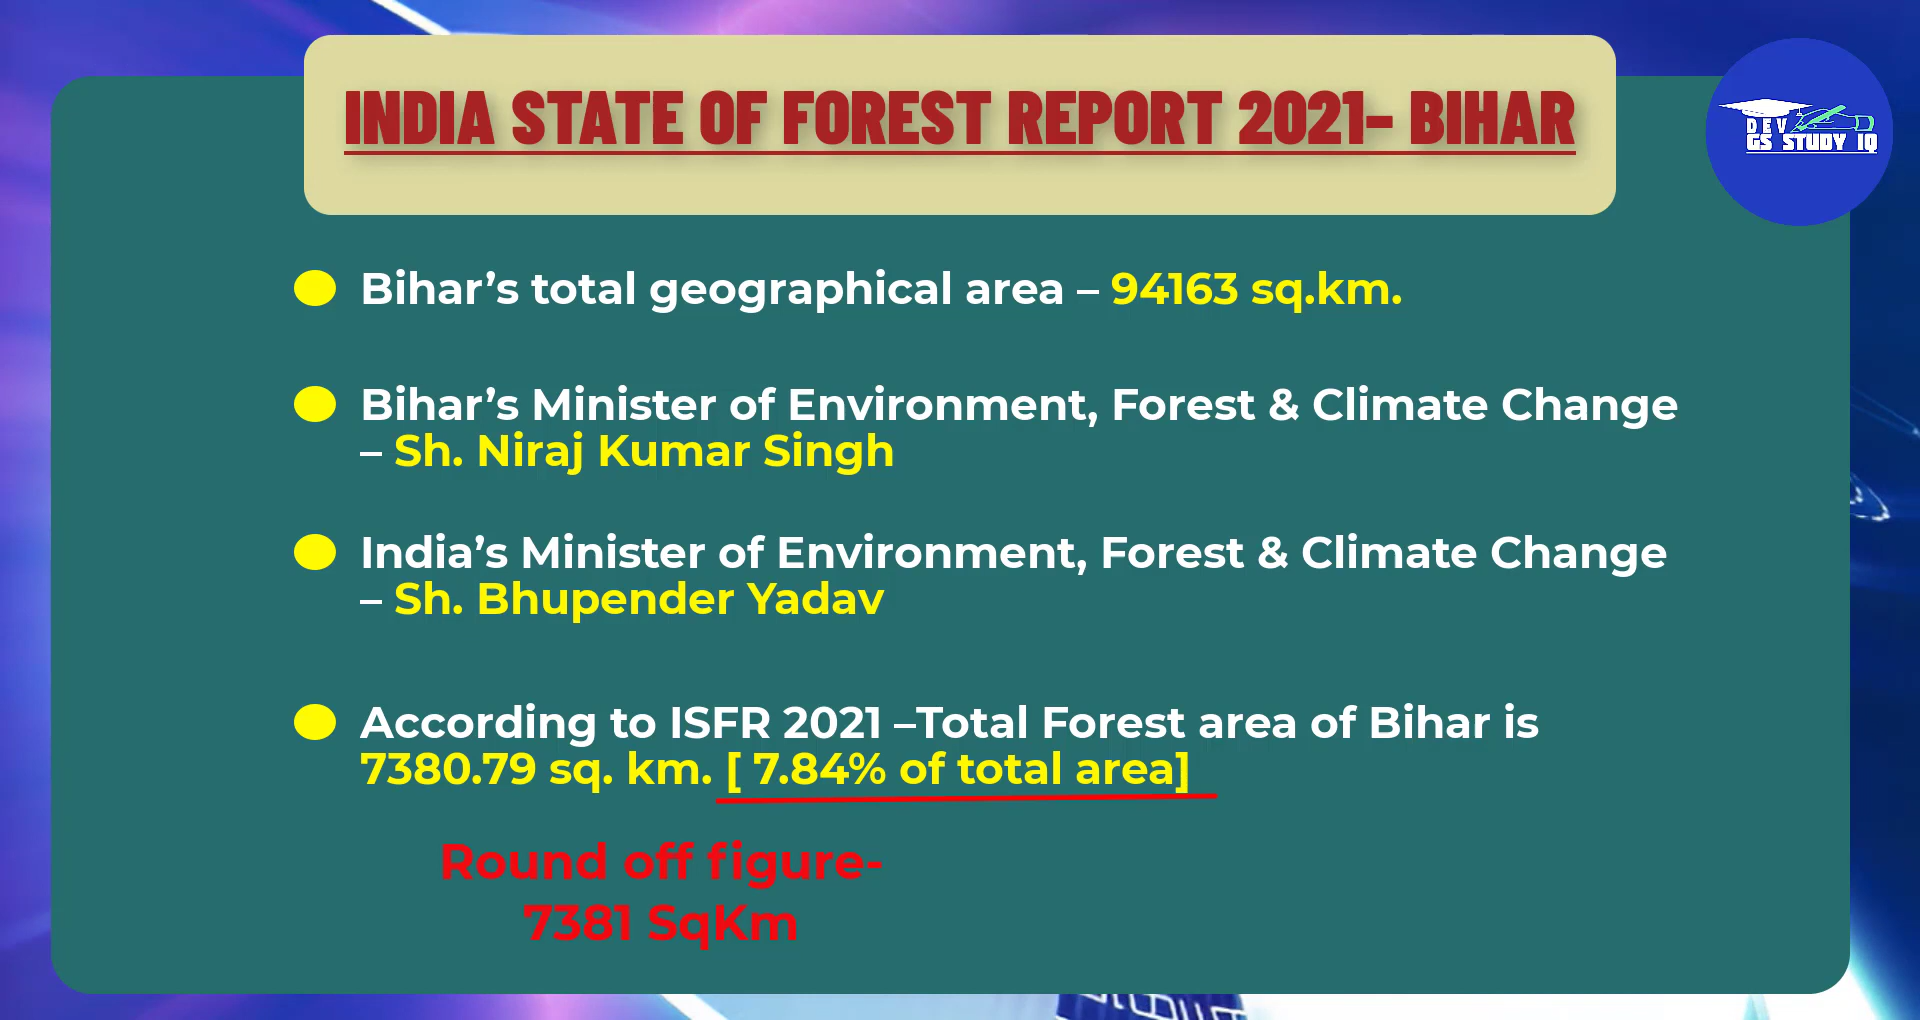 INDIA STATE OF FOREST REPORT 2021- BIHAR
DEV
GS STUDY IQ
Bihar’s total geographical area – 94163 sq.km.
Bihar’s Minister of Environment, Forest & Climate Change
– Sh. Niraj Kumar Singh
India’s Minister of Environment, Forest & Climate Change
– Sh. Bhupender Yadav
According to ISFR 2021 –Total Forest area of Bihar is
7380.79 sq. km. [ 7.84% of total area]
Round off figure-
7381 SqKm